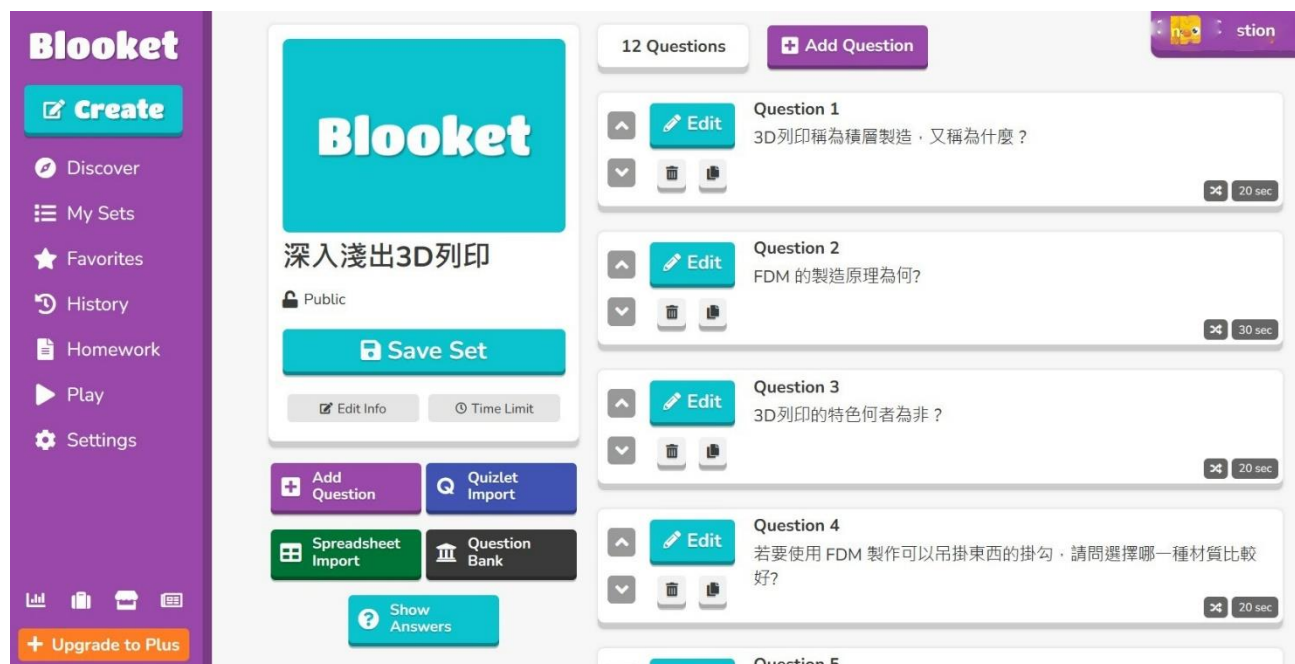 Blooket
Create
Discover
My Sets
Favorites
History
Homework
Play
Settings
Upgrade to Plus
Blooket
深入淺出3D列印
Public
Save Set
Edit Info
Time Limit
Add
Question
Quizlet
Import
Spreadsheet
Import
Question
Bank
Show
Answers
12 Questions
Add Question
stion
Edit
Question 1
3D列印稱為積層製造，又稱為什麼？
20 sec
Edit
Question 2
FDM 的製造原理為何?
30 sec
Edit
Question 3
3D列印的特色何者為非？
20 sec
Edit
Question 4
若要使用 FDM 製作可以吊掛東西的掛勾，請問選擇哪一種材質比較
好?
20 sec
Question 5